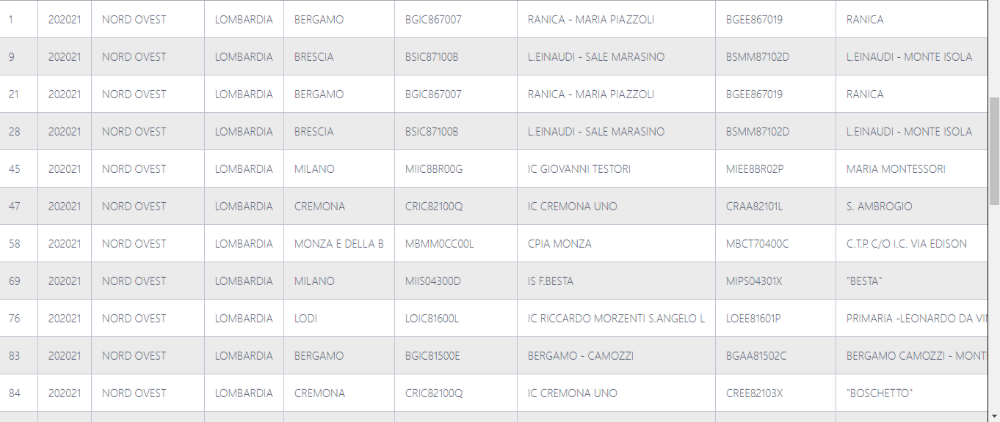 1 202021 NORD OVEST LOMBARDIA BERGAMO BGIC867007 RANICA - MARIA PIAZZOLI BGEE867019 RANICA
9 202021 NORD OVEST LOMBARDIA BRESCIA BSIC87100B L.EINAUDI - SALE MARASINO BSMM87102D L.EINAUDI - MONTE ISOLA
21 202021 NORD OVEST LOMBARDIA BERGAMO BGIC867007 RANICA - MARIA PIAZZOLI BGEE867019 RANICA
28 202021 NORD OVEST LOMBARDIA BRESCIA BSIC87100B L.EINAUDI - SALE MARASINO BSMM87102D L.EINAUDI - MONTE ISOLA
45 202021 NORD OVEST LOMBARDIA MILANO MIIC8BR00G IC GIOVANNI TESTORI MIEE8BR02P MARIA MONTESSORI
47 202021 NORD OVEST LOMBARDIA CREMONA CRIC82100Q IC CREMONA UNO CRAA82101L S. AMBROGIO
58 202021 NORD OVEST LOMBARDIA MONZA E DELLA B MBMM0CC00L CPIA MONZA MBCT70400C C.T.P. C/O I.C. VIA EDISON
69 202021 NORD OVEST LOMBARDIA MILANO MIIS04300D IS F.BESTA MIPS04301X "BESTA"
76 202021 NORD OVEST LOMBARDIA LODI LOIC81600L IC RICCARDO MORZENTI S.ANGELO L LOEE81601P PRIMARIA -LEONARDO DA VI
83 202021 NORD OVEST LOMBARDIA BERGAMO BGIC81500E BERGAMO - CAMOZZI BGAA81502C BERGAMO CAMOZZI - MONT
84 202021 NORD OVEST LOMBARDIA CREMONA CRIC82100Q IC CREMONA UNO CREE82103X "BOSCHETTO"